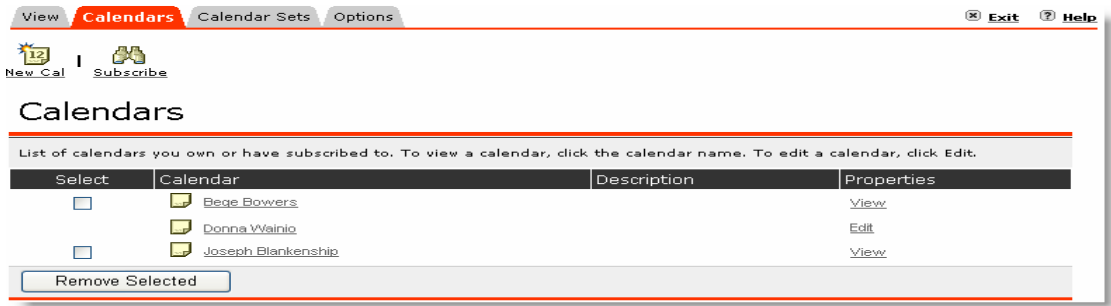 View Calendars Calendar Sets Options Exit Help
12
New Cal | Subscribe
Calendars
List of calendars you own or have subscribed to. To view a calendar, click the calendar name. To edit a calendar, click Edit.
Select Calendar Description Properties
Bege Bowers View
Donna Wainio Edit
Joseph Blankenship View
Remove Selected